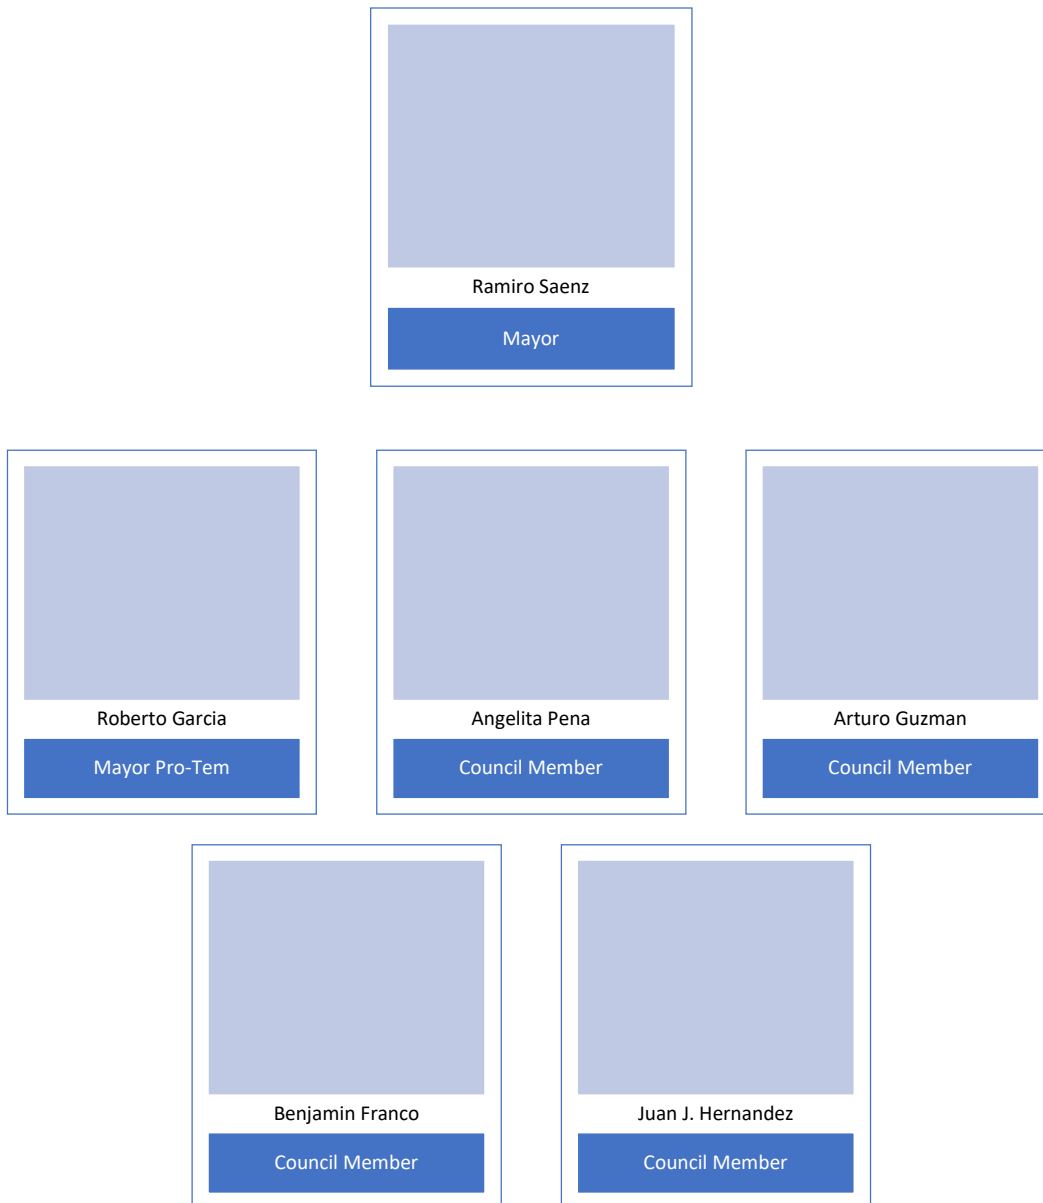 Ramiro Saenz
Mayor
Roberto Garcia
Mayor Pro-Tem
Angelita Pena
Council Member
Arturo Guzman
Council Member
Benjamin Franco
Council Member
Juan J. Hernandez
Council Member